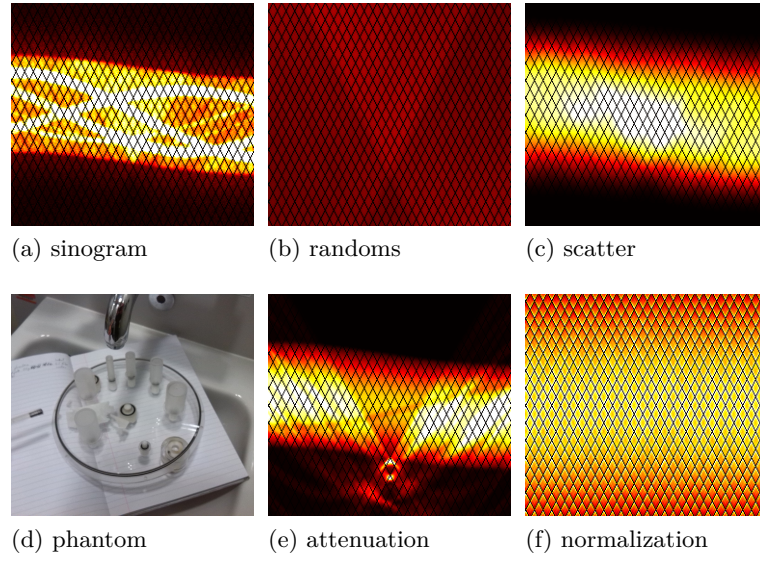 (a) sinogram
(b) randoms
(c) scatter
(d) phantom
(e) attenuation
(f) normalization